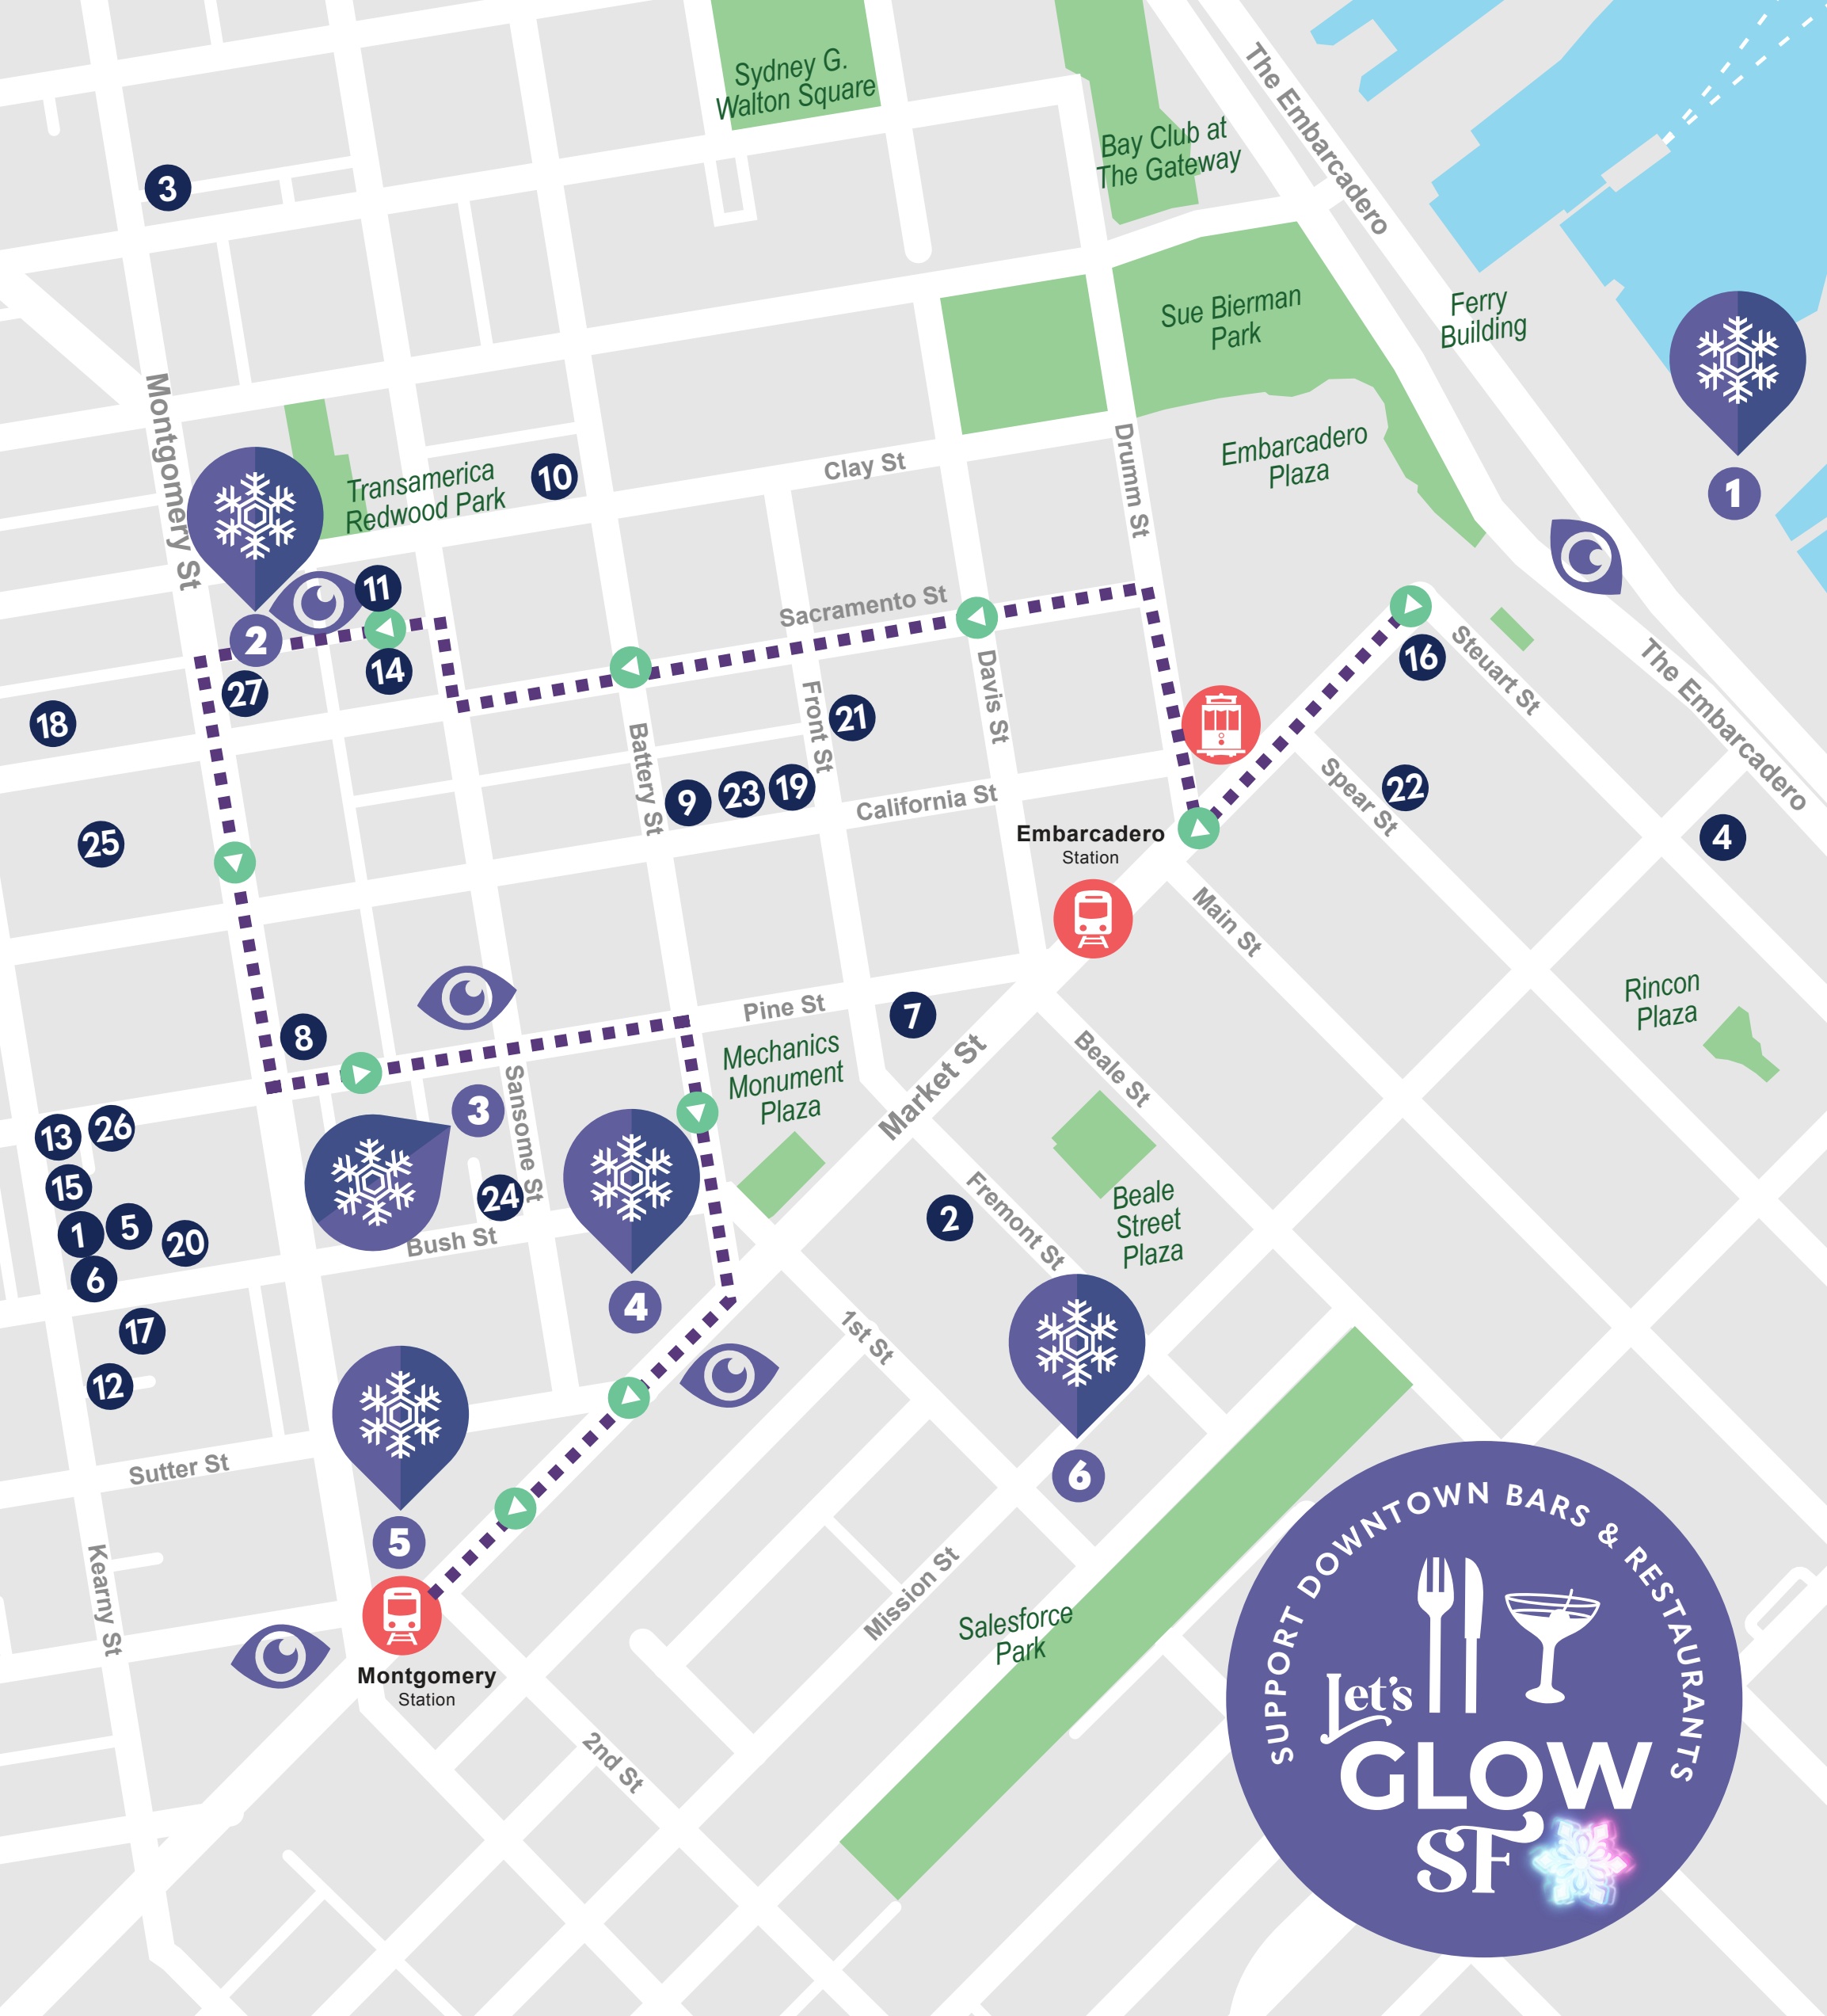 Sydney G.
Walton Square
The Embarcadero
Bay Club at
The Gateway
3
Ferry
Building
Sue Bierman
Park
1
Montgomery St
Transamerica
Redwood Park
10
Clay St
Drumm St
Embarcadero
Plaza
11
2
14
27
18
Sacramento St
Davis St
Front St
21
Battery St
9
23
19
California St
16
Steuart St
The Embarcadero
22
Spear St
4
25
Embarcadero
Station
Main St
Rincon
Plaza
8
Pine St
7
Mechanics
Monument
Plaza
Market St
Beale St
3
Sansome St
13
26
15
1
5
20
6
24
Bush St
2
Fremont St
Beale
Street
Plaza
4
17
12
1st St
Sutter St
5
6
Kearny St
Mission St
Salesforce
Park
Montgomery
Station
2nd St
SUPPORT DOWNTOWN BARS & RESTAURANTS
Let's
GLOW
SF